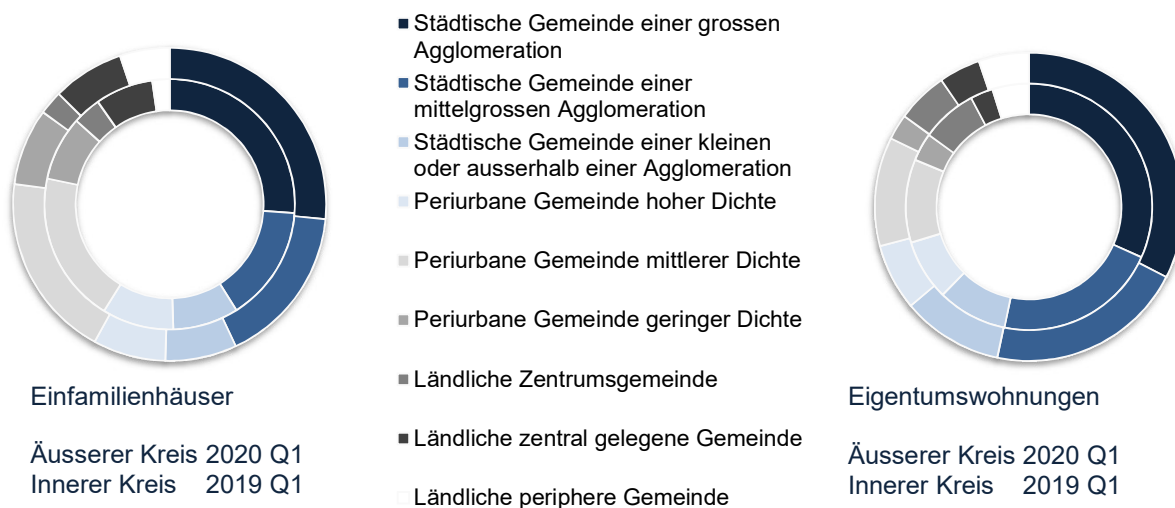 Städtische Gemeinde einer grossen
Agglomeration
Städtische Gemeinde einer
mittelgrossen Agglomeration
Städtische Gemeinde einer kleinen
oder ausserhalb einer Agglomeration
Periurbane Gemeinde hoher Dichte
Periurbane Gemeinde mittlerer Dichte
Periurbane Gemeinde geringer Dichte
Ländliche Zentrumsgemeinde
Ländliche zentral gelegene Gemeinde
Ländliche periphere Gemeinde
Einfamilienhäuser
Äusserer Kreis 2020 Q1
Innerer Kreis 2019 Q1
Eigentumswohnungen
Äusserer Kreis 2020 Q1
Innerer Kreis 2019 Q1